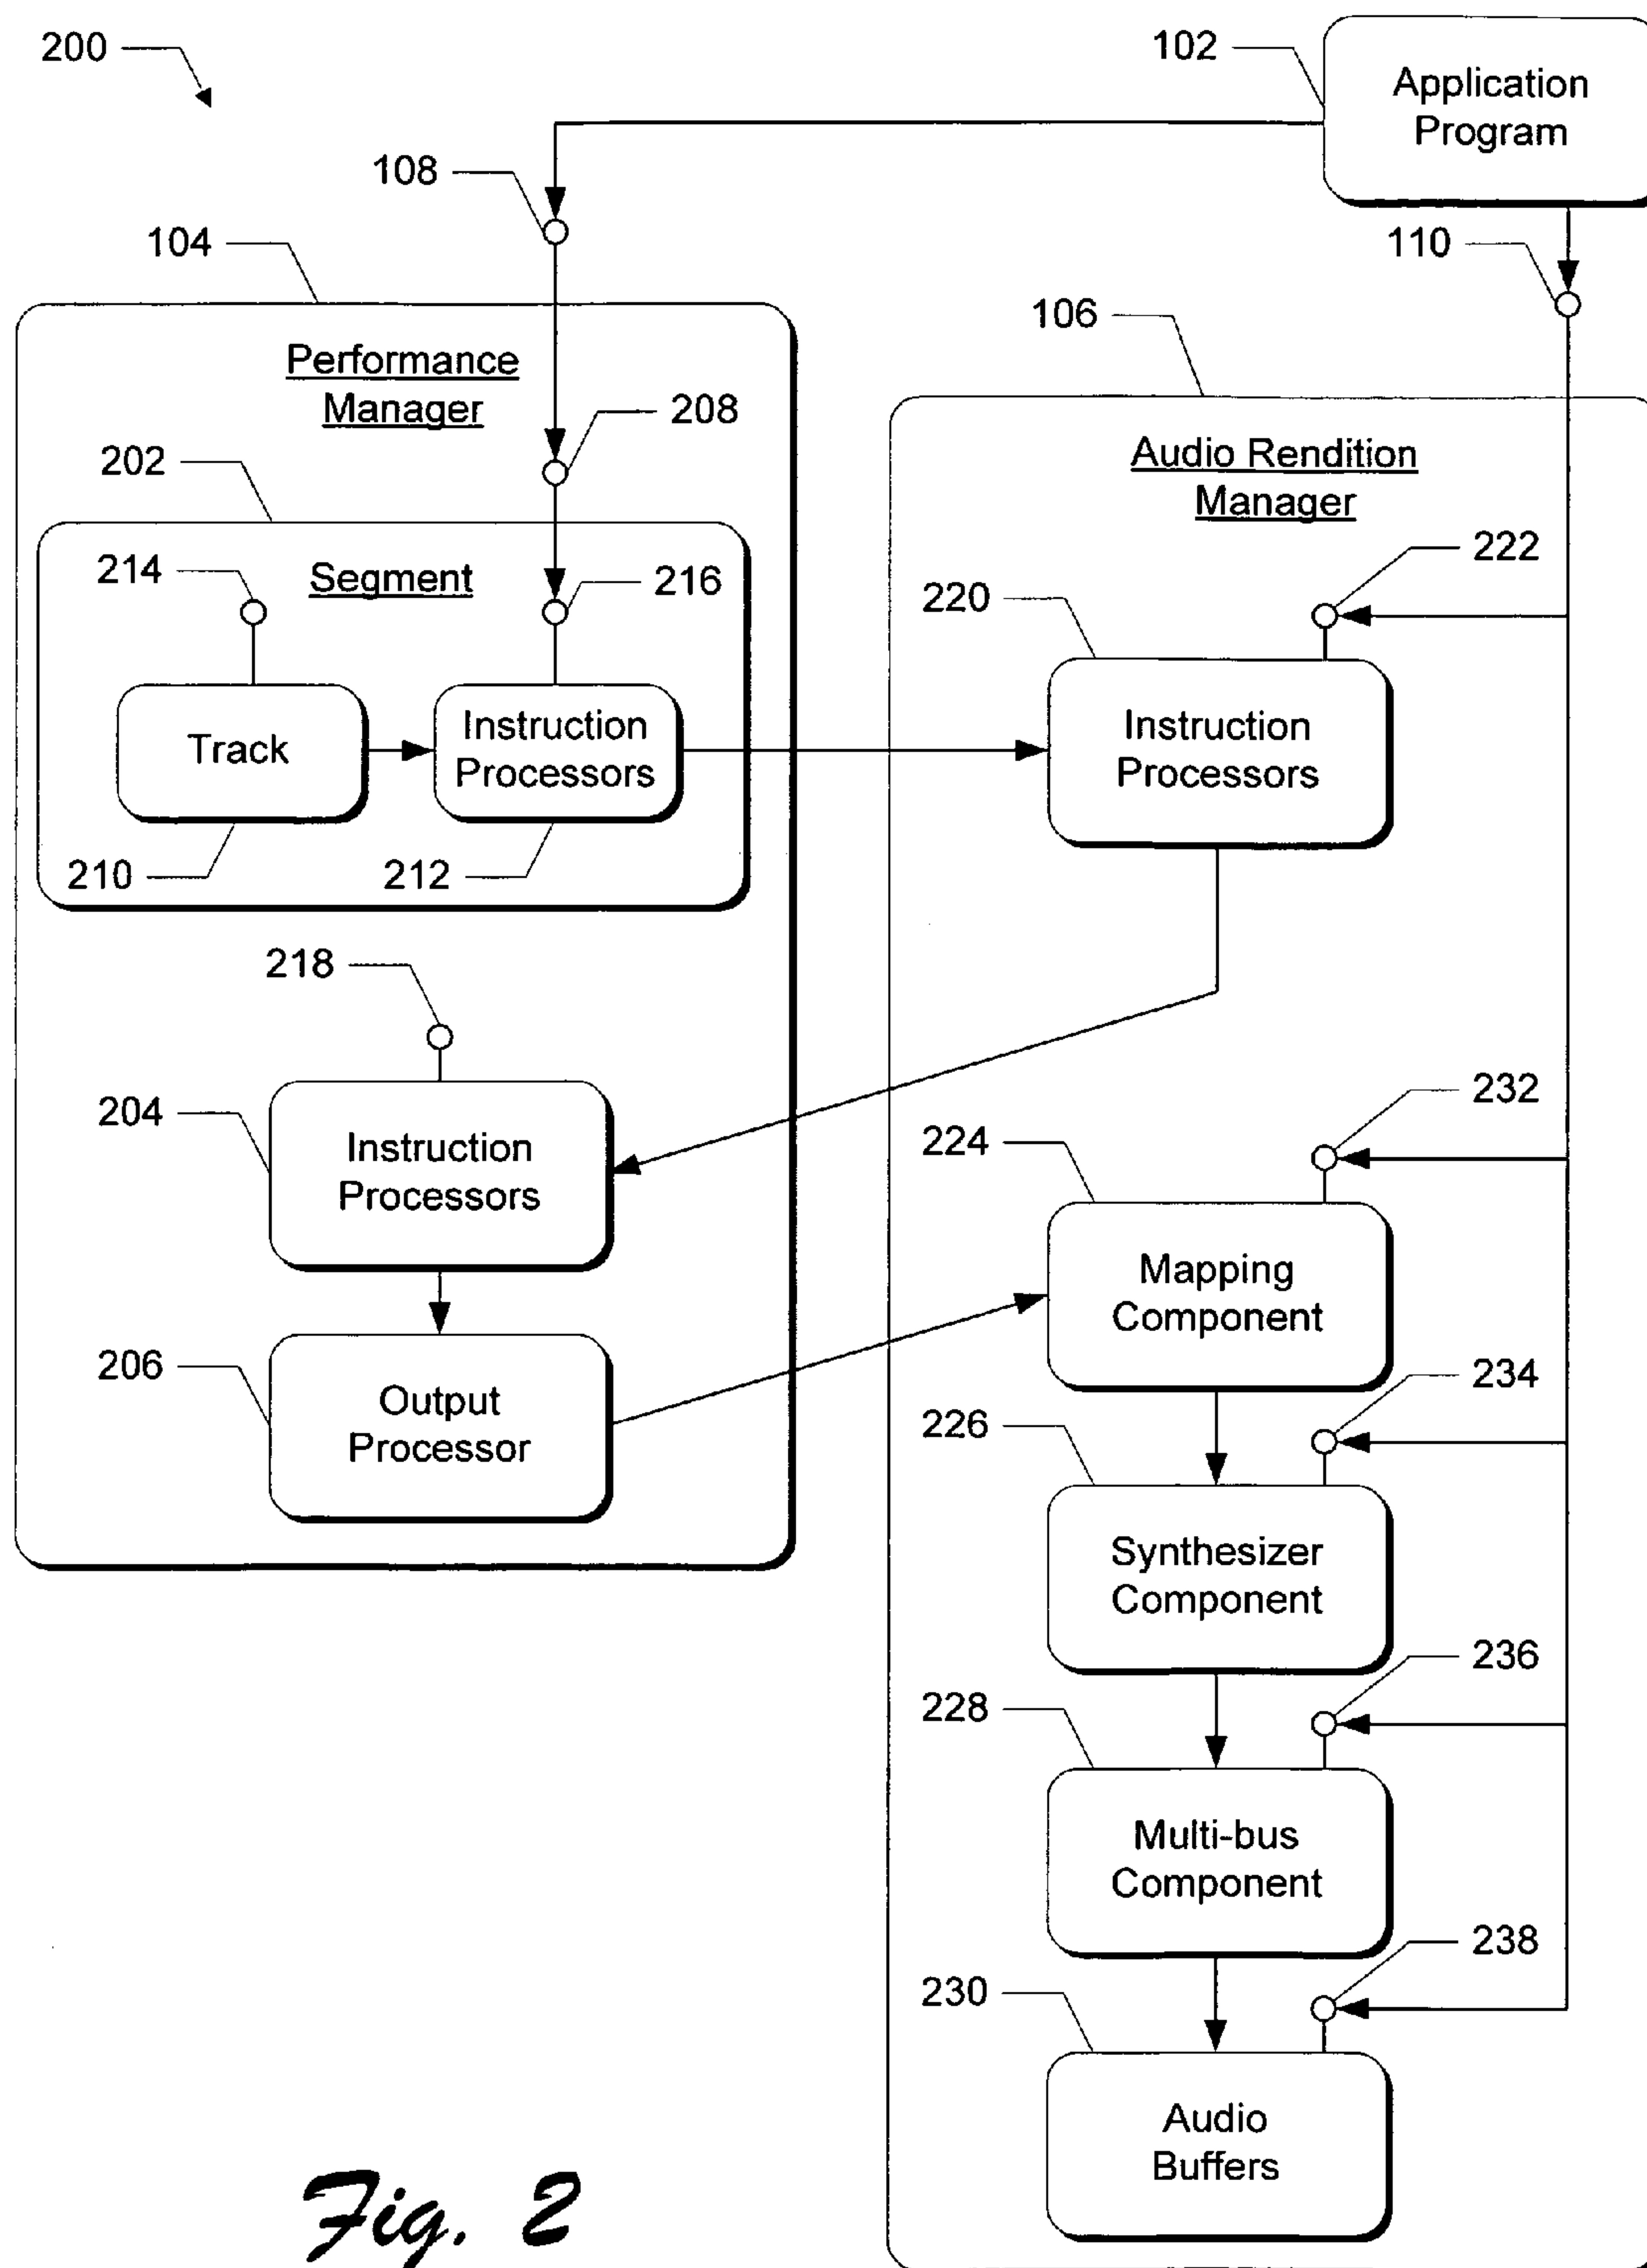 200
102
Application
Program
108
110
104
106
Performance
Manager
208
Audio Rendition
Manager
202
214
Segment
216
222
220
Track
Instruction
Processors
Instruction
Processors
210
212
218
204
Instruction
Processors
232
224
Mapping
Component
206
Output
Processor
234
226
Synthesizer
Component
236
228
Multi-bus
Component
238
230
Audio
Buffers
Fig. 2